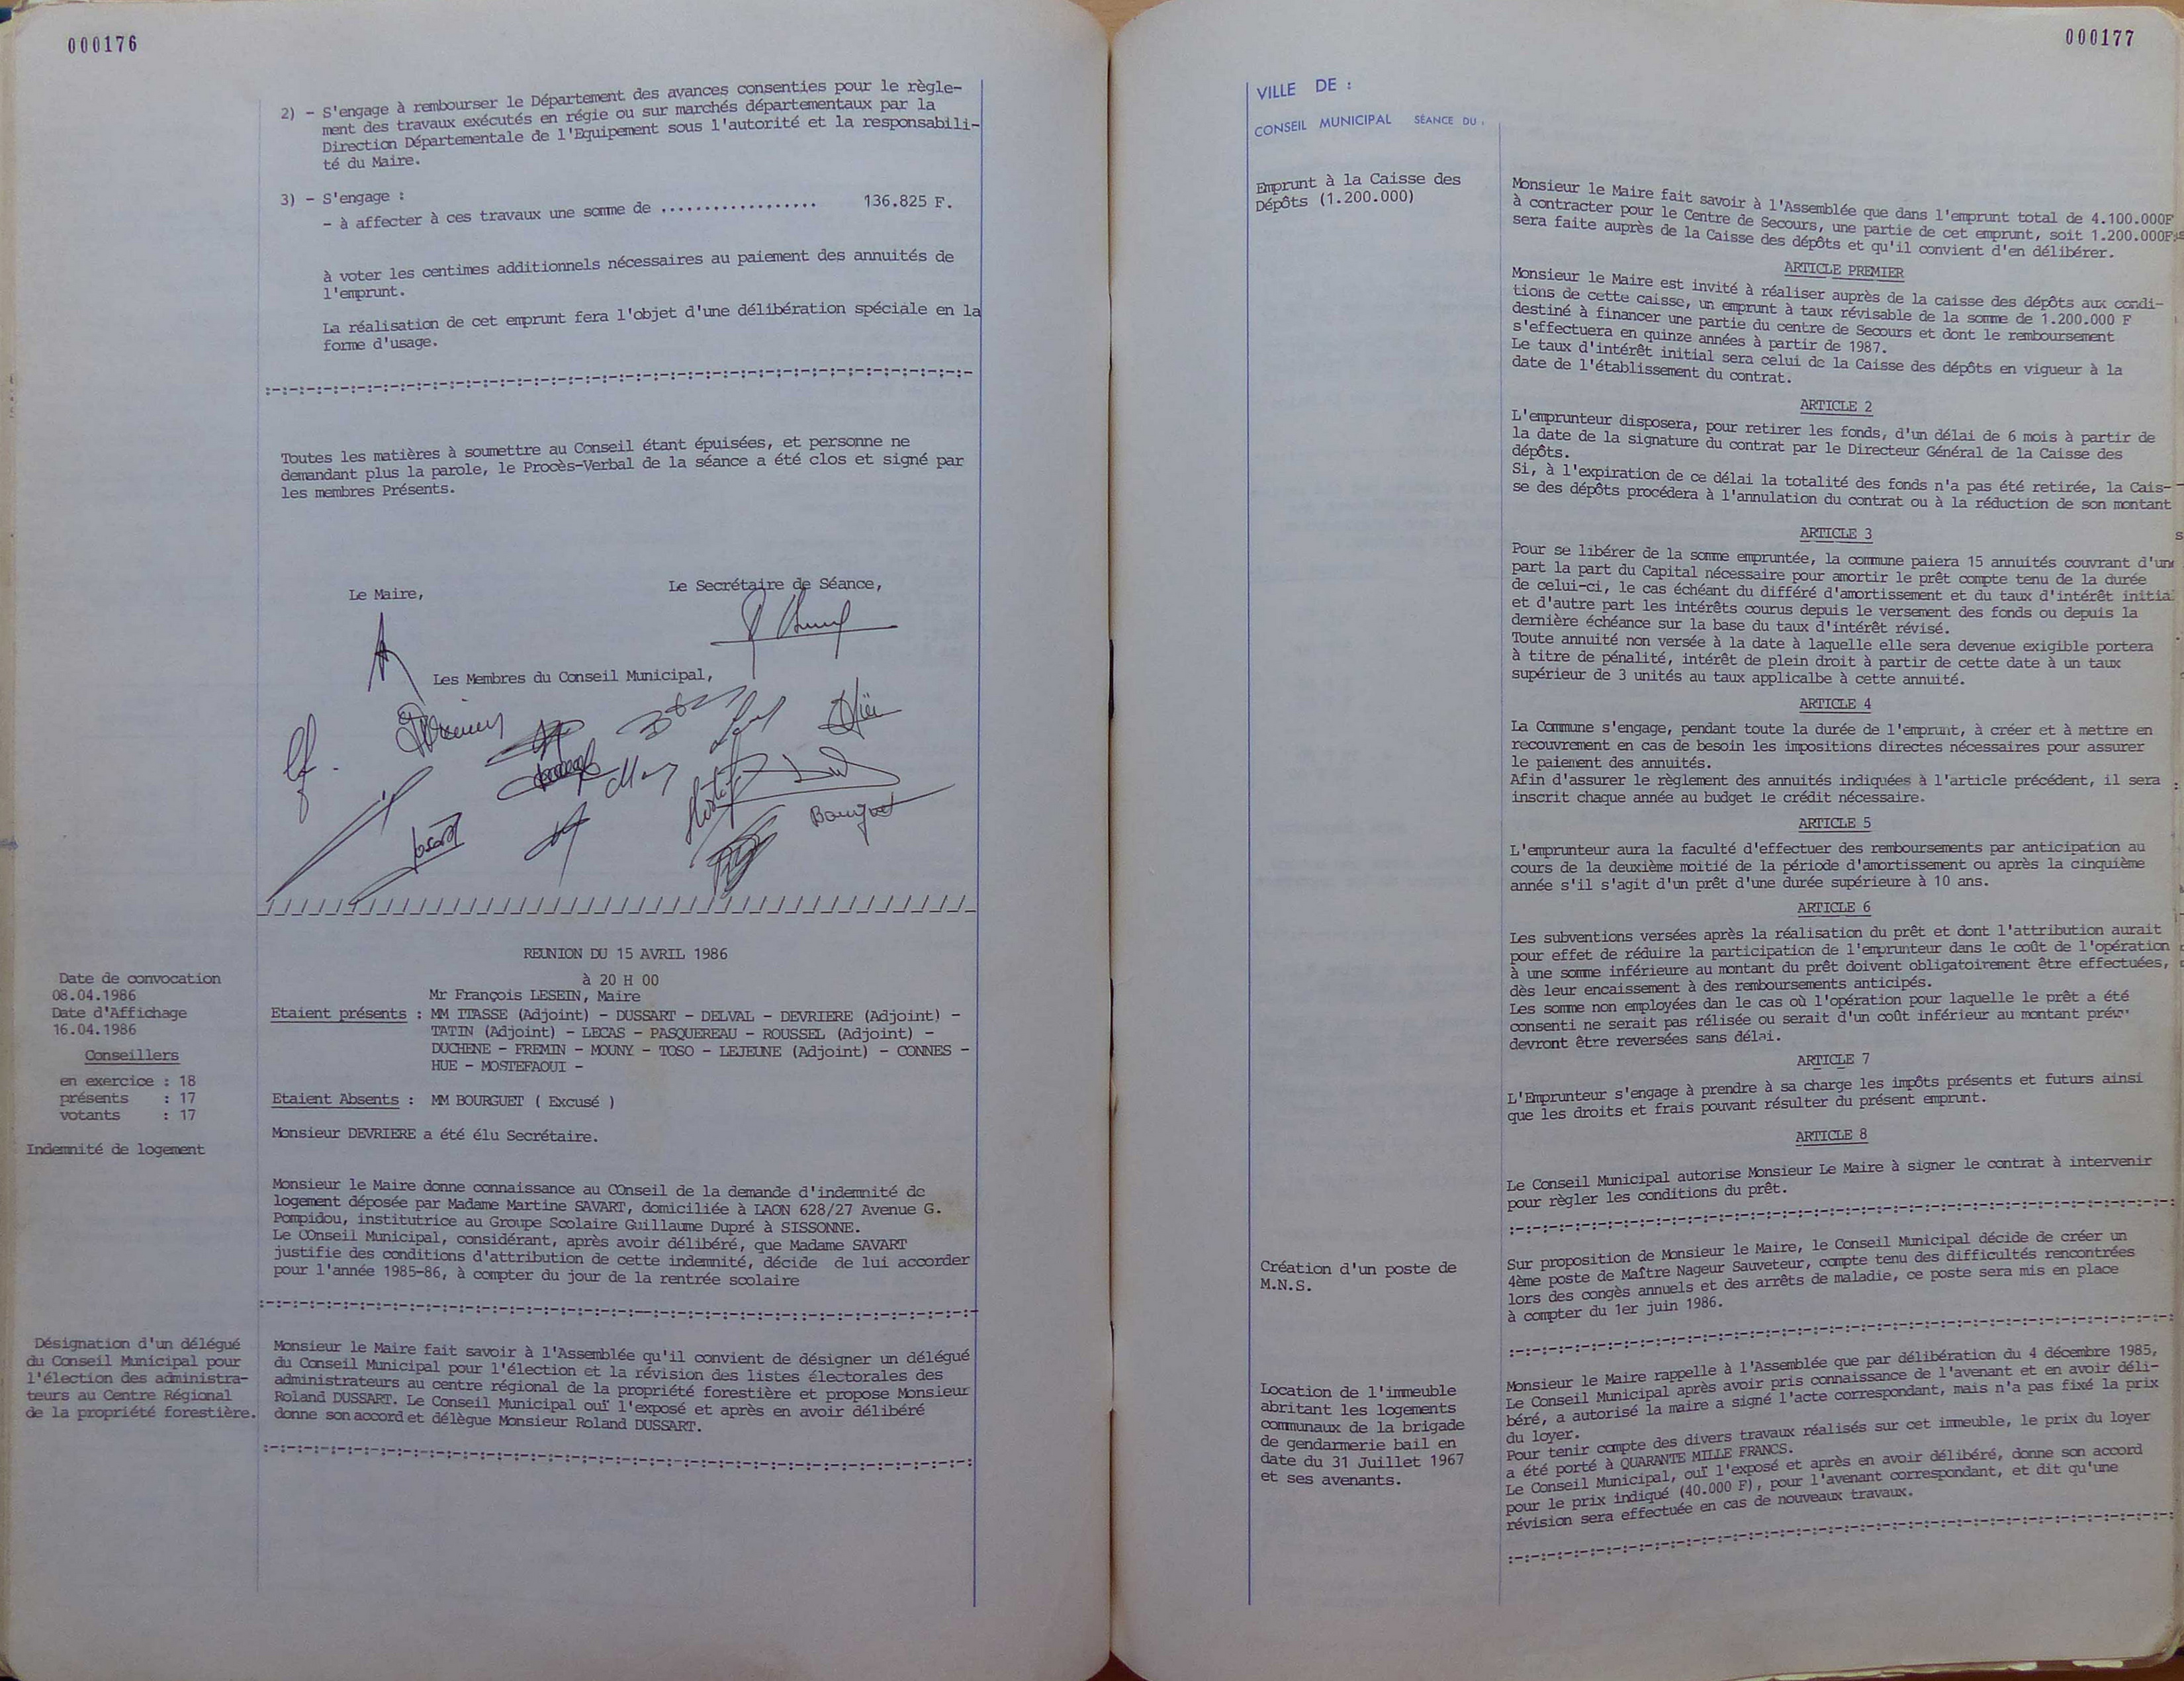 000176
2) - S'engage à rembourser le Département des avances consenties pour le règle-
ment des travaux exécutés en régie ou sur marchés départementaux par la
Direction Départementale de l'Equipement sous l'autorité et la responsabili-
té du Maire.
3) - S'engage :
- à affecter à ces travaux une somme de .................. 136.825 F.
à voter les centimes additionnels nécessaires au paiement des annuités de
l'emprunt.
La réalisation de cet emprunt fera l'objet d'une délibération spéciale en la
forme d'usage.
Toutes les matières à soumettre au Conseil étant épuisées, et personne ne
demandant plus la parole, le Procès-Verbal de la séance a été clos et signé par
les membres Présents.
Le Maire,
Le Secrétaire de Séance,
Les Membres du Conseil Municipal,
Bourguet
REUNION DU 15 AVRIL 1986
à 20 H 00
Date de convocation
08.04.1986
Date d'Affichage
16.04.1986
Conseillers
en exercice : 18
présents : 17
votants : 17
Mr François LESEIN, Maire
Etaient présents : MM ITASSE (Adjoint) - DUSSART - DELVAL - DEVRIERE (Adjoint) -
TATIN (Adjoint) - LECAS - PASQUEREAU - ROUSSEL (Adjoint) -
DUCHENE - FREMIN - MOUNY - TOSO - LEJEUNE (Adjoint) - CONNES -
HUE - MOSTEFAOUI -
Etaient Absents : MM BOURGUET ( Excusé )
Monsieur DEVRIERE a été élu Secrétaire.
Indemnité de logement
Monsieur le Maire donne connaissance au COnseil de la demande d'indemnité de
logement déposée par Madame Martine SAVART, domiciliée à LAON 628/27 Avenue G.
Pompidou, institutrice au Groupe Scolaire Guillaume Dupré à SISSONNE.
Le COnseil Municipal, considérant, après avoir délibéré, que Madame SAVART
justifie des conditions d'attribution de cette indemnité, décide de lui accorder
pour l'année 1985-86, à compter du jour de la rentrée scolaire
Désignation d'un délégué
du Conseil Municipal pour
l'élection des administra-
teurs au Centre Régional
de la propriété forestière.
Monsieur le Maire fait savoir à l'Assemblée qu'il convient de désigner un délégué
du Conseil Municipal pour l'élection et la révision des listes électorales des
administrateurs au centre régional de la propriété forestière et propose Monsieur
Roland DUSSART. Le Conseil Municipal ouï l'exposé et après en avoir délibéré
donne son accord et délègue Monsieur Roland DUSSART.
000177
VILLE DE :
CONSEIL MUNICIPAL SÉANCE DU :
Emprunt à la Caisse des
Dépôts (1.200.000)
Monsieur le Maire fait savoir à l'Assemblée que dans l'emprunt total de 4.100.000F
à contracter pour le Centre de Secours, une partie de cet emprunt, soit 1.200.000F
sera faite auprès de la Caisse des dépôts et qu'il convient d'en délibérer.
ARTICLE PREMIER
Monsieur le Maire est invité à réaliser auprès de la caisse des dépôts aux condi-
tions de cette caisse, un emprunt à taux révisable de la somme de 1.200.000 F
destiné à financer une partie du centre de Secours et dont le remboursement
s'effectuera en quinze années à partir de 1987.
Le taux d'intérêt initial sera celui de la Caisse des dépôts en vigueur à la
date de l'établissement du contrat.
ARTICLE 2
L'emprunteur disposera, pour retirer les fonds, d'un délai de 6 mois à partir de
la date de la signature du contrat par le Directeur Général de la Caisse des
dépôts.
Si, à l'expiration de ce délai la totalité des fonds n'a pas été retirée, la Cais-
se des dépôts procédera à l'annulation du contrat ou à la réduction de son montant
ARTICLE 3
Pour se libérer de la somme empruntée, la commune paiera 15 annuités couvrant d'une
part la part du Capital nécessaire pour amortir le prêt compte tenu de la durée
de celui-ci, le cas échéant du différé d'amortissement et du taux d'intérêt initia
et d'autre part les intérêts courus depuis le versement des fonds ou depuis la
dernière échéance sur la base du taux d'intérêt révisé.
Toute annuité non versée à la date à laquelle elle sera devenue exigible portera
à titre de pénalité, intérêt de plein droit à partir de cette date à un taux
supérieur de 3 unités au taux applicalbe à cette annuité.
ARTICLE 4
La Commune s'engage, pendant toute la durée de l'emprunt, à créer et à mettre en
recouvrement en cas de besoin les impositions directes nécessaires pour assurer
le paiement des annuités.
Afin d'assurer le règlement des annuités indiquées à l'article précédent, il sera
inscrit chaque année au budget le crédit nécessaire.
ARTICLE 5
L'emprunteur aura la faculté d'effectuer des remboursements par anticipation au
cours de la deuxième moitié de la période d'amortissement ou après la cinquième
année s'il s'agit d'un prêt d'une durée supérieure à 10 ans.
ARTICLE 6
Les subventions versées après la réalisation du prêt et dont l'attribution aurait
pour effet de réduire la participation de l'emprunteur dans le coût de l'opération
à une somme inférieure au montant du prêt doivent obligatoirement être effectuées,
dès leur encaissement à des remboursements anticipés.
Les somme non employées dan le cas où l'opération pour laquelle le prêt a été
consenti ne serait pas rélisée ou serait d'un coût inférieur au montant prévu
devront être reversées sans délai.
ARTICLE 7
L'Emprunteur s'engage à prendre à sa charge les impôts présents et futurs ainsi
que les droits et frais pouvant résulter du présent emprunt.
ARTICLE 8
Le Conseil Municipal autorise Monsieur Le Maire à signer le contrat à intervenir
pour règler les conditions du prêt.
Création d'un poste de
M.N.S.
Sur proposition de Monsieur le Maire, le Conseil Municipal décide de créer un
4ème poste de Maître Nageur Sauveteur, compte tenu des difficultés rencontrées
lors des congès annuels et des arrêts de maladie, ce poste sera mis en place
à compter du 1er juin 1986.
Location de l'immeuble
abritant les logements
communaux de la brigade
de gendarmerie bail en
date du 31 Juillet 1967
et ses avenants.
Monsieur le Maire rappelle à l'Assemblée que par délibération du 4 décembre 1985,
Le Conseil Municipal après avoir pris connaissance de l'avenant et en avoir déli-
béré, a autorisé la maire a signé l'acte correspondant, mais n'a pas fixé la prix
du loyer.
Pour tenir compte des divers travaux réalisés sur cet immeuble, le prix du loyer
a été porté à QUARANTE MILLE FRANCS.
Le Conseil Municipal, ouï l'exposé et après en avoir délibéré, donne son accord
pour le prix indiqué (40.000 F), pour l'avenant correspondant, et dit qu'une
révision sera effectuée en cas de nouveaux travaux.